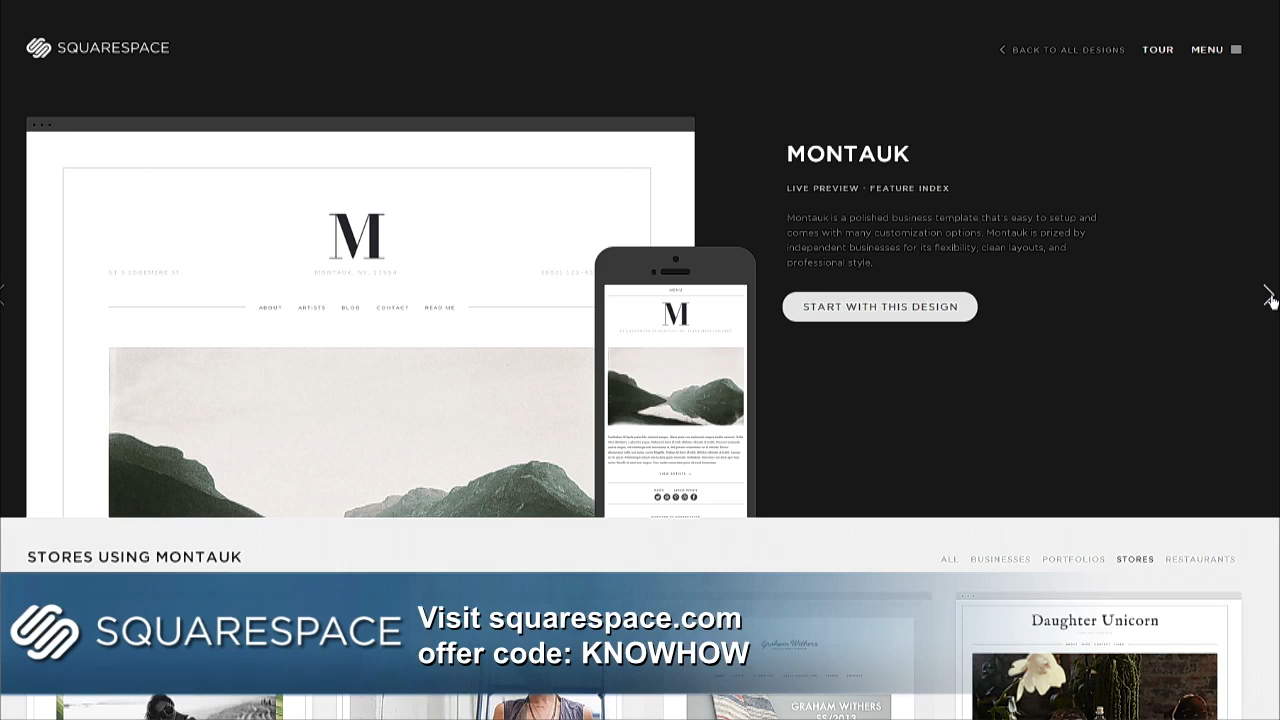 SQUARESPACE
BACK TO ALL DESIGNS
TOUR
MENU
M
MONTAUK, NY, 11954
ABOUT ARTISTS BLOG CONTACT READ ME
MENU
M
MONTAUK
LIVE PREVIEW · FEATURE INDEX
Montauk is a polished business template that's easy to setup and
comes with many customization options. Montauk is prized by
independent businesses for its flexibility, clean layouts, and
professional style.
START WITH THIS DESIGN
STORES USING MONTAUK
ALL BUSINESSES PORTFOLIOS STORES RESTAURANTS
SQUARESPACE
Visit squarespace.com
offer code: KNOWHOW
Graham Withers
GRAHAM WITHERS
SS/2013
Daughter Unicorn